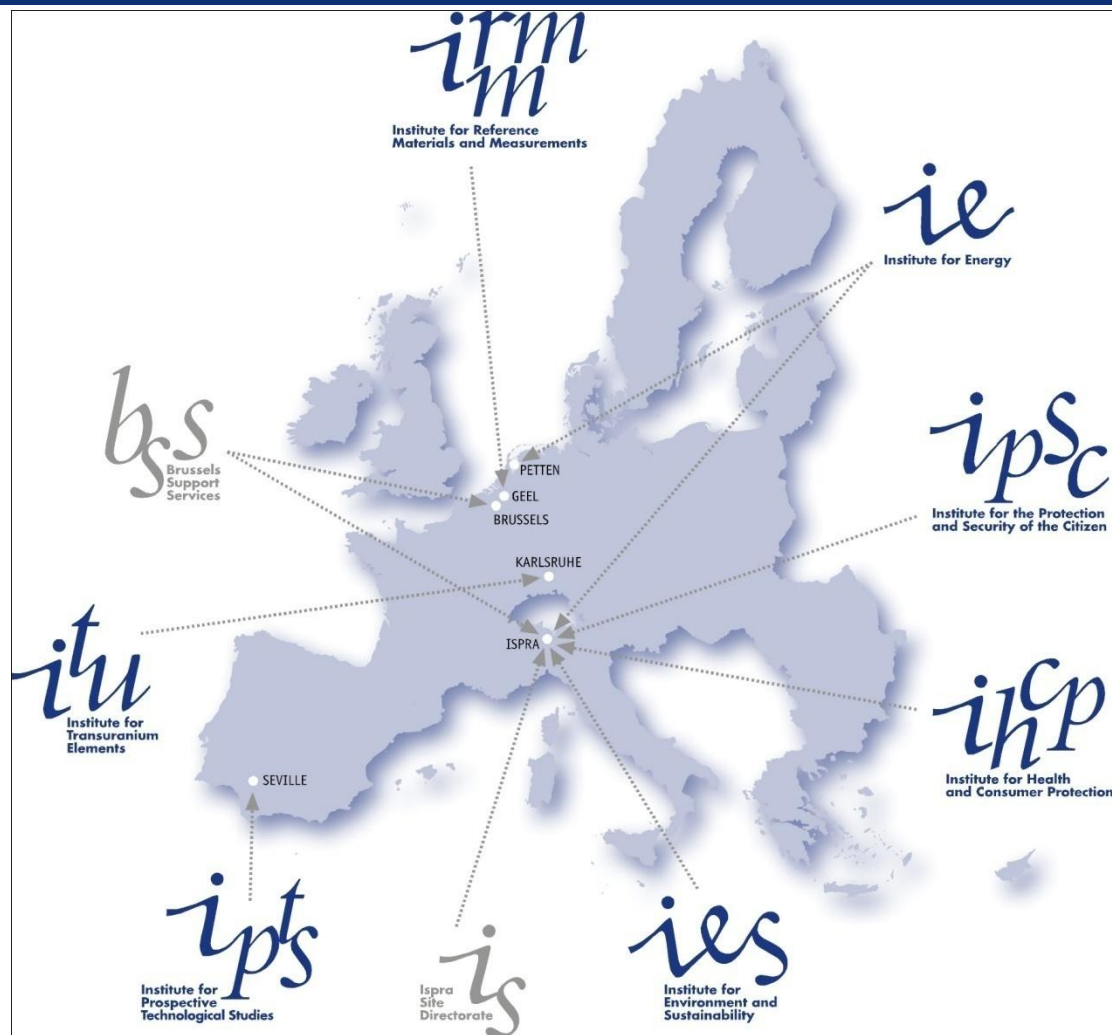 irmm
Institute for Reference
Materials and Measurements
ie
Institute for Energy
bss
Brussels
Support
Services
ipsc
Institute for the Protection
and Security of the Citizen
PETTEN
GEEL
BRUSSELS
KARLSRUHE
ISPRA
itu
Institute for
Transuranium
Elements
ihcp
Institute for Health
and Consumer Protection
SEVILLE
ipts
Institute for
Prospective
Technological Studies
Ispra
Site
Directorate
is
ies
Institute for
Environment and
Sustainability